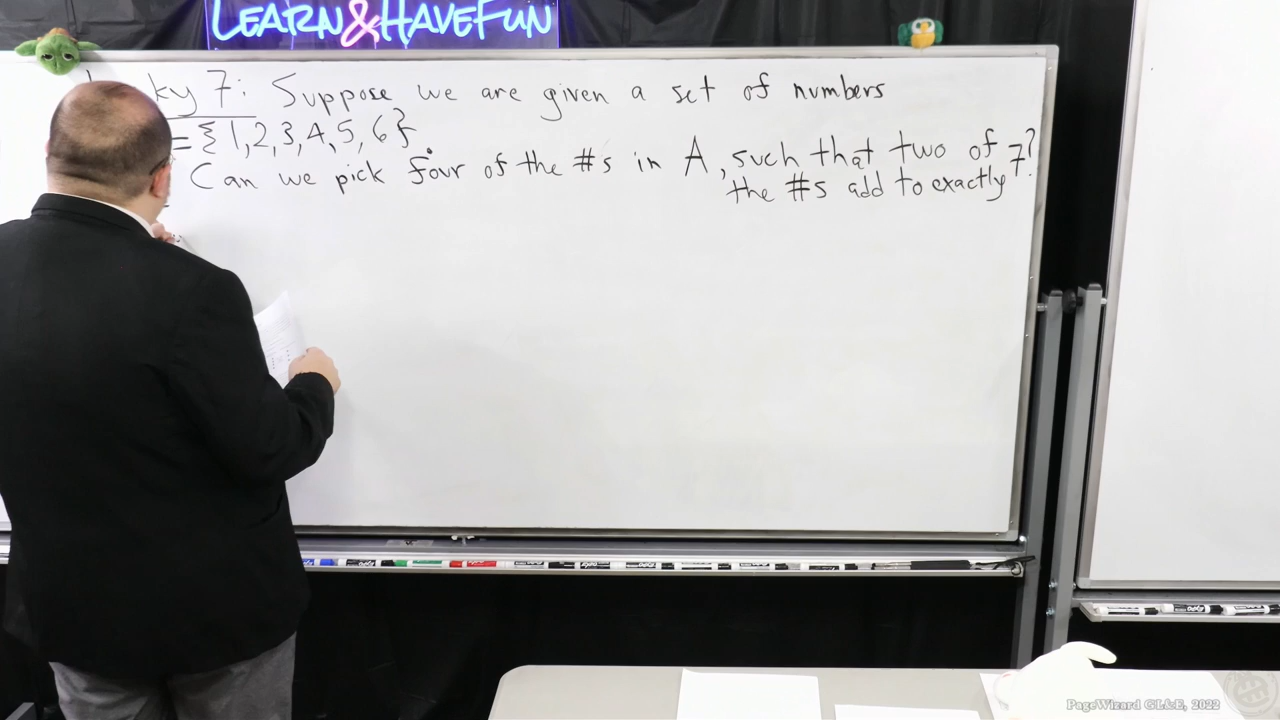 LEARN&HAVEFUN
ky 7: Suppose we are given a set of numbers
= {1,2,3,4,5,6}.
Can we pick four of the #s in A, such that two of
the #s add to exactly 7?
PageWizard GL&E, 2022